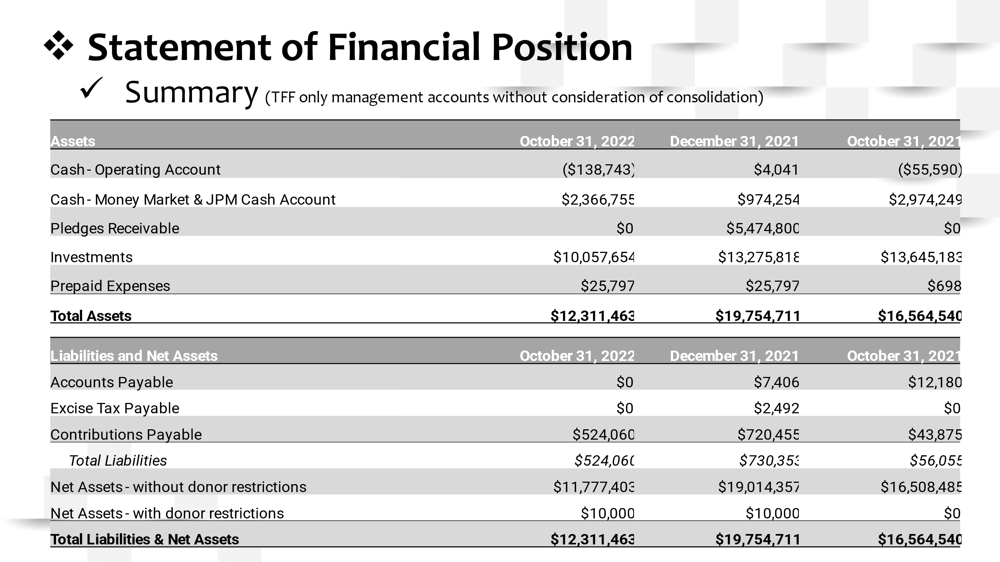 ❖ Statement of Financial Position
✓ Summary (TFF only management accounts without consideration of consolidation)
Assets October 31, 2022 December 31, 2021 October 31, 2021
Cash - Operating Account ($138,743) $4,041 ($55,590)
Cash - Money Market & JPM Cash Account $2,366,755 $974,254 $2,974,249
Pledges Receivable $0 $5,474,800 $0
Investments $10,057,654 $13,275,818 $13,645,183
Prepaid Expenses $25,797 $25,797 $698
Total Assets $12,311,463 $19,754,711 $16,564,540
Liabilities and Net Assets October 31, 2022 December 31, 2021 October 31, 2021
Accounts Payable $0 $7,406 $12,180
Excise Tax Payable $0 $2,492 $0
Contributions Payable $524,060 $720,455 $43,875
Total Liabilities $524,060 $730,353 $56,055
Net Assets - without donor restrictions $11,777,403 $19,014,357 $16,508,485
Net Assets - with donor restrictions $10,000 $10,000 $0
Total Liabilities & Net Assets $12,311,463 $19,754,711 $16,564,540